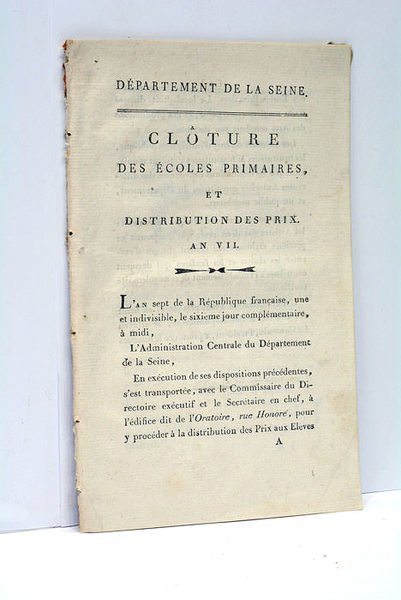 DÉPARTEMENT DE LA SEINE.
CLÔTURE
DES ÉCOLES PRIMAIRES,
ET
DISTRIBUTION DES PRIX.
AN VII.
L'AN sept de la République française, une
et indivisible, le sixième jour complémentaire,
à midi,
L'Administration Centrale du Département
de la Seine,
En exécution de ses dispositions précédentes,
s'est transportée, avec le Commissaire du Di-
rectoire exécutif et le Secrétaire en chef, à
l'édifice dit de l'Oratoire, rue Honoré, pour
y procéder à la distribution des Prix aux Eleves
A